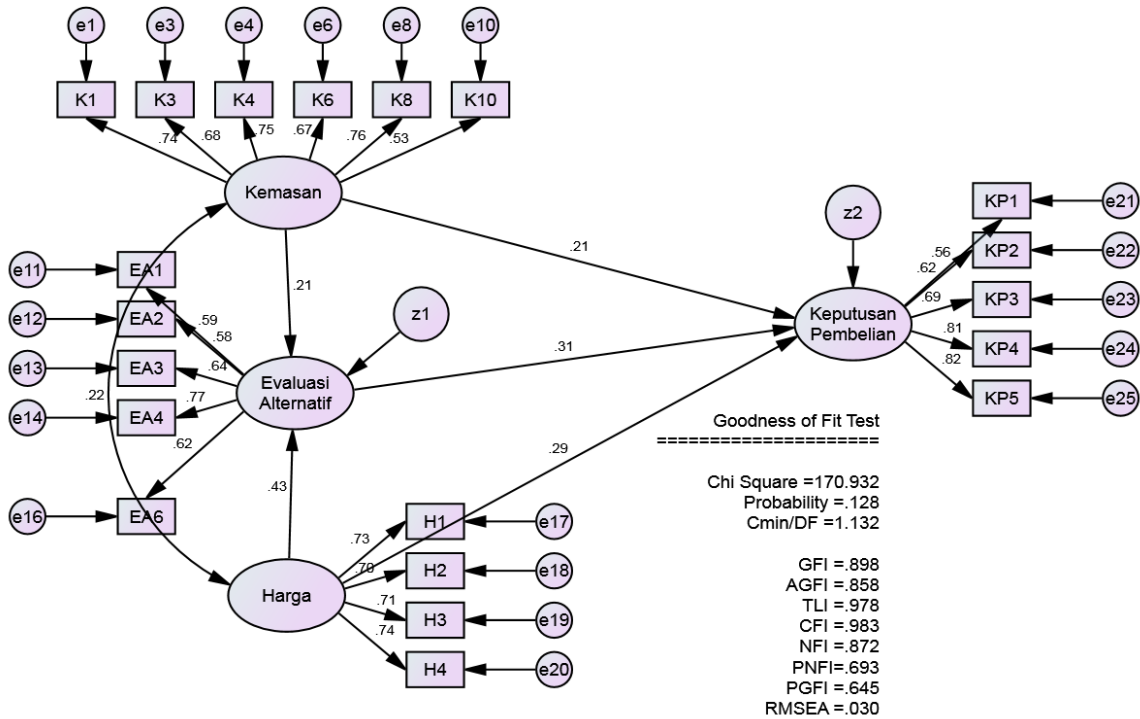 e1 e3 e4 e6 e8 e10
K1 K3 K4 K6 K8 K10
.74 .68 .75 .67 .76 .53
Kemasan
z2
KP1 e21
KP2 e22
KP3 e23
KP4 e24
KP5 e25
.56
.62
.69
.81
.82
Keputusan
Pembelian
.21
.21
.31
.29
.43
.22
e11 EA1
e12 EA2
e13 EA3
e14 EA4
e16 EA6
.59
.58
.64
.77
.62
z1
Evaluasi
Alternatif
Harga
.73
.70
.71
.74
H1 e17
H2 e18
H3 e19
H4 e20
Goodness of Fit Test
=====================
Chi Square =170.932
Probability =.128
Cmin/DF =1.132
GFI =.898
AGFI =.858
TLI =.978
CFI =.983
NFI =.872
PNFI=.693
PGFI =.645
RMSEA =.030